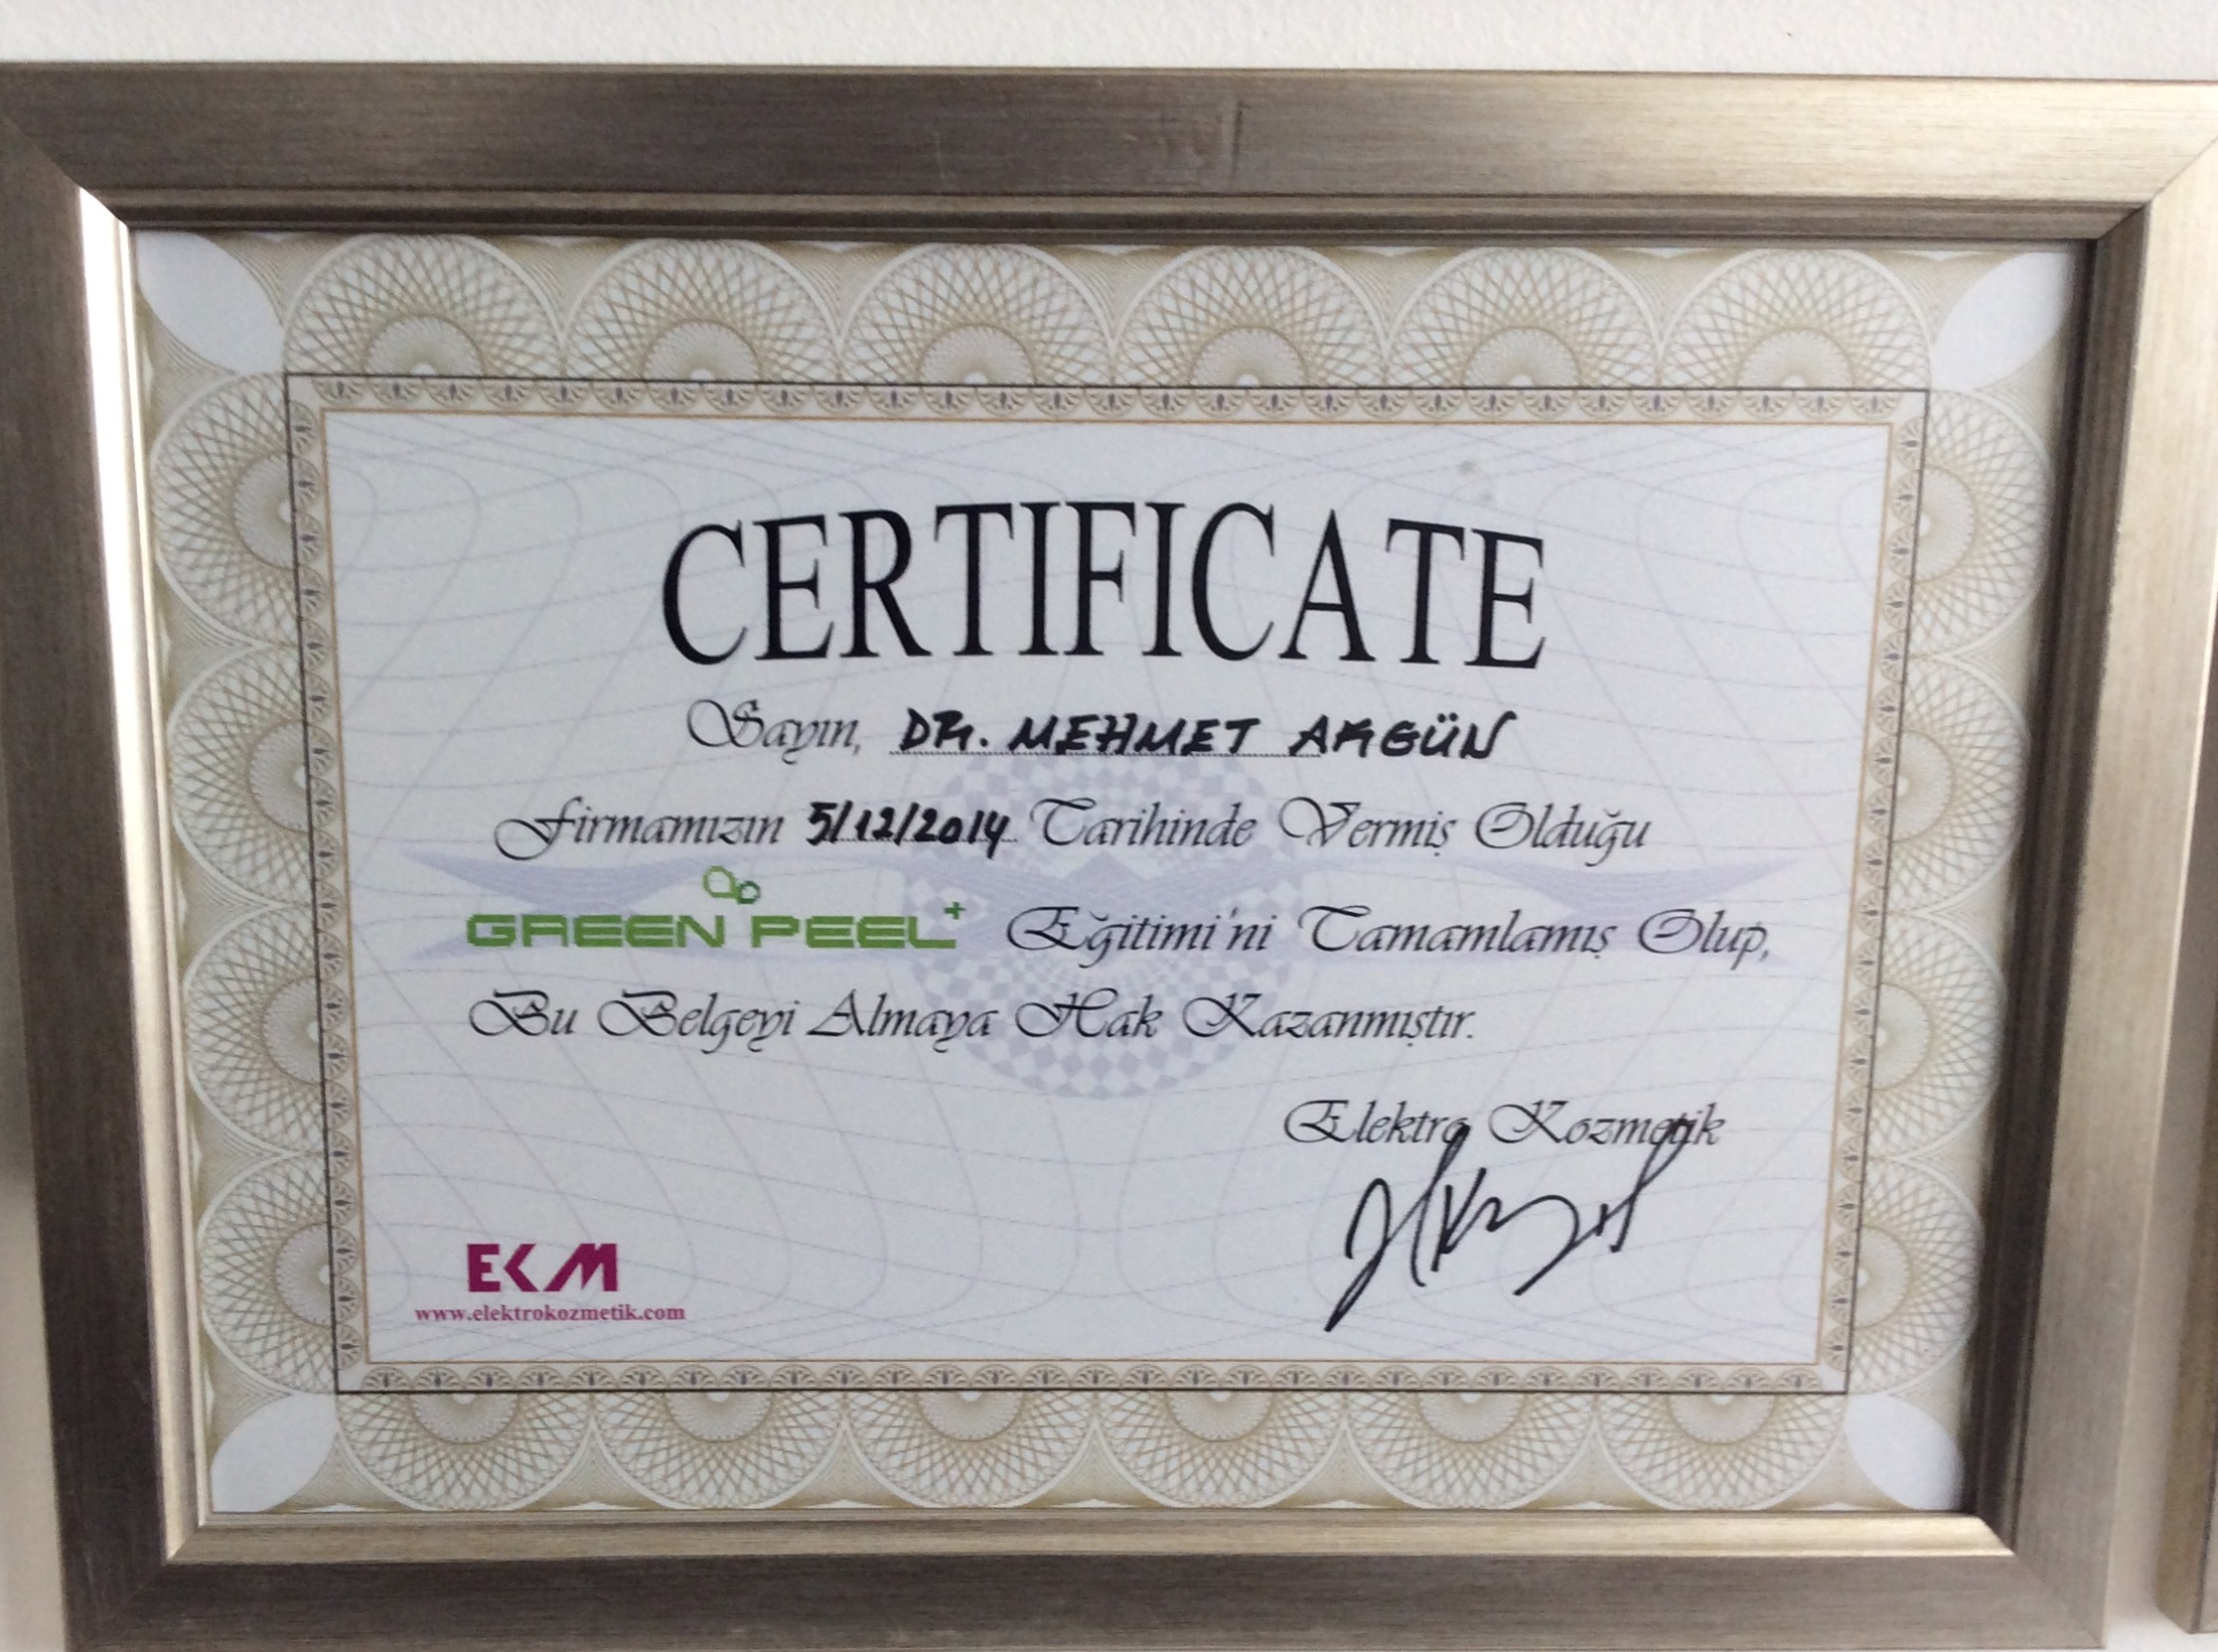 CERTIFICATE
Sayın, DR. MEHMET AKGÜN
Firmamızın 5/12/2014 Tarihinde Vermiş Olduğu
GREEN PEEL+ Eğitimi'ni Tamamlamış Olup,
Bu Belgeyi Almaya Hak Kazanmıştır.
Elektro Kozmetik
EKM
www.elektrokozmetik.com